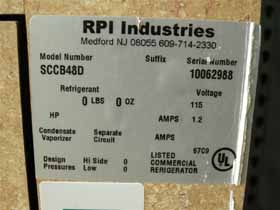 RPI Industries
Medford NJ 08055 609-714-2330
Model Number Suffix Serial Number
SCCB48D 10062988
Refrigerant Voltage
0 LBS 0 OZ 115
HP AMPS 1.2
Condensate Vaporizer Separate Circuit AMPS
Design Pressures Hi Side 0 Low 0
LISTED 67C9
COMMERCIAL
REFRIGERATOR
UL